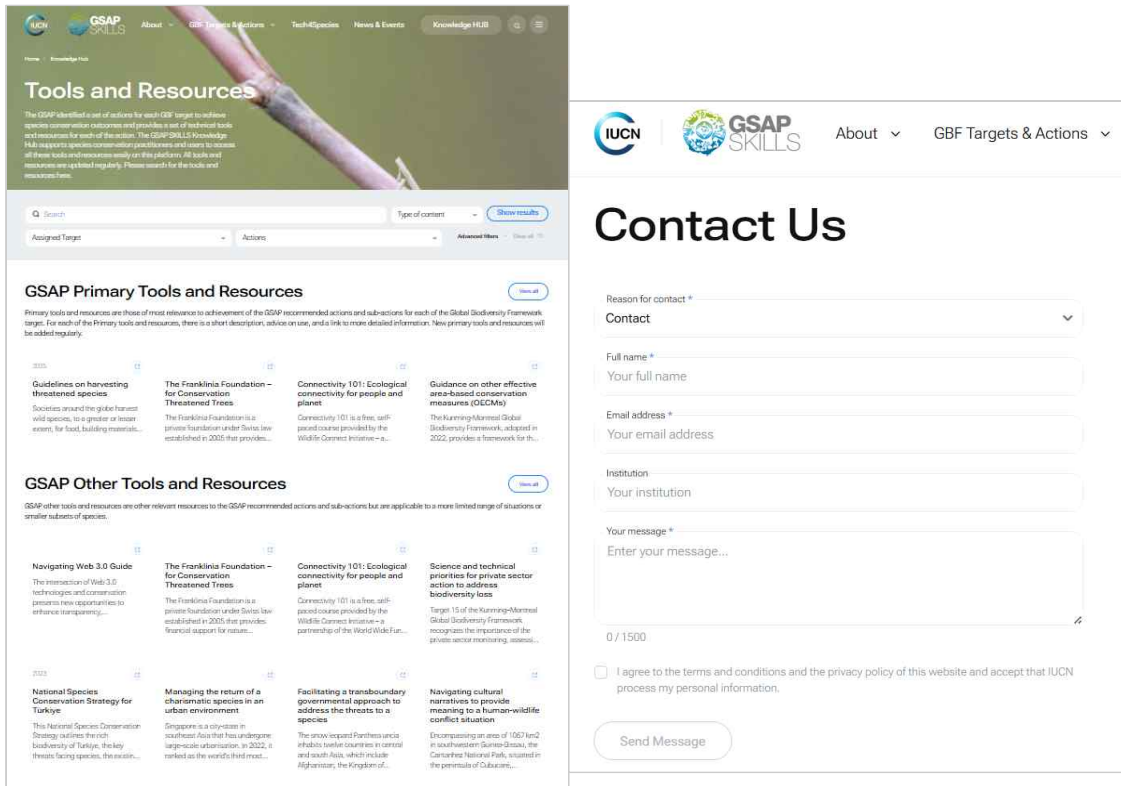 IUCN
GSAP
SKILLS
About
GBF Targets & Actions
Tech4Species
News & Events
Knowledge HUB
Home
Knowledge Hub
Tools and Resources
The GSAP identified a set of actions for each GBF target to achieve
species conservation outcomes and provides a set of technical tools
and resources for each of the action. The GSAP SKILLS Knowledge
Hub supports species conservation practitioners and users to access
all these tools and resources easily on this platform. All tools and
resources are updated regularly. Please search for the tools and
resources here.
Search
Type of content
Show results
Assigned Target
Actions
Advanced filters
Clear all
GSAP Primary Tools and Resources
View all
Primary tools and resources are those of most relevance to achievement of the GSAP recommended actions and sub-actions for each of the Global Biodiversity Framework
target. For each of the Primary tools and resources, there is a short description, advice on use, and a link to more detailed information. New primary tools and resources will
be added regularly.
Guidelines on harvesting
threatened species
Societies around the globe harvest
wild species, to a greater or lesser
extent, for food, building materials...
The Franklinia Foundation –
for Conservation
Threatened Trees
The Franklinia Foundation is a
private foundation under Swiss law
established in 2005 that provides...
Connectivity 101: Ecological
connectivity for people and
planet
Connectivity 101 is a free, self-
paced course provided by the
Wildlife Connect Initiative – a...
Guidance on other effective
area-based conservation
measures (OECMs)
The Kunming-Montreal Global
Biodiversity Framework, adopted in
2022, provides a framework for th...
GSAP Other Tools and Resources
View all
GSAP other tools and resources are other relevant resources to the GSAP recommended actions and sub-actions but are applicable to a more limited range of situations or
smaller subsets of species.
Navigating Web 3.0 Guide
The intersection of Web 3.0
technologies and conservation
presents new opportunities to
enhance transparency,...
The Franklinia Foundation –
for Conservation
Threatened Trees
The Franklinia Foundation is a
private foundation under Swiss law
established in 2005 that provides
financial support for nature...
Connectivity 101: Ecological
connectivity for people and
planet
Connectivity 101 is a free, self-
paced course provided by the
Wildlife Connect Initiative – a
partnership of the World Wide Fun...
Science and technical
priorities for private sector
action to address
biodiversity loss
Target 15 of the Kunming-Montreal
Global Biodiversity Framework
recognizes the importance of the
private sector monitoring, assessi...
2023
National Species
Conservation Strategy for
Türkiye
This National Species Conservation
Strategy outlines the rich
biodiversity of Türkiye, the key
threats facing species, the existin...
Managing the return of a
charismatic species in an
urban environment
Singapore is a city-state in
southeast Asia that has undergone
large-scale urbanisation. In 2022, it
ranked as the world's third most...
Facilitating a transboundary
governmental approach to
address the threats to a
species
The snow leopard Panthera uncia
inhabits twelve countries in central
and south Asia, which include
Afghanistan, the Kingdom of...
Navigating cultural
narratives to provide
meaning to a human-wildlife
conflict situation
Encompassing an area of 1067 km2
in southwestern Guinea-Bissau, the
Cantanhez National Park, situated in
the peninsula of Cubucaré,...
IUCN
GSAP
SKILLS
About
GBF Targets & Actions
Contact Us
Reason for contact *
Contact
Full name *
Your full name
Email address *
Your email address
Institution
Your institution
Your message *
Enter your message...
0 / 1500
I agree to the terms and conditions and the privacy policy of this website and accept that IUCN
process my personal information.
Send Message